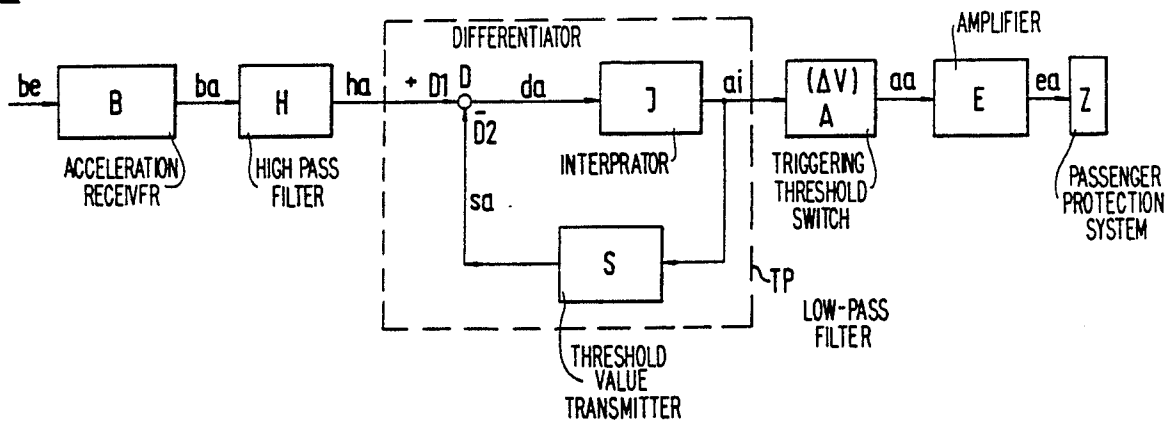 AMPLIFIER
DIFFERENTIATOR
be
B
ba
H
ha
+ D1
D
D2
da
J
ai
(ΔV)
A
aa
E
ea
Z
ACCELERATION
RECEIVFR
HIGH PASS
FILTER
INTERPRATOR
TRIGGERING
THRESHOLD
SWITCH
PASSENGER
PROTECTION
SYSTEM
sa
S
TP
LOW-PASS
FILTER
THRESHOLD
VALUE
TRANSMITTER